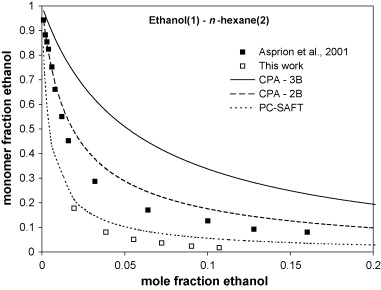 Ethanol(1) - n -hexane(2)
Asprion et al., 2001
This work
CPA - 3B
CPA - 2B
PC-SAFT
monomer fraction ethanol
1
0.9
0.8
0.7
0.6
0.5
0.4
0.3
0.2
0.1
0
0
0.05
0.1
0.15
0.2
mole fraction ethanol